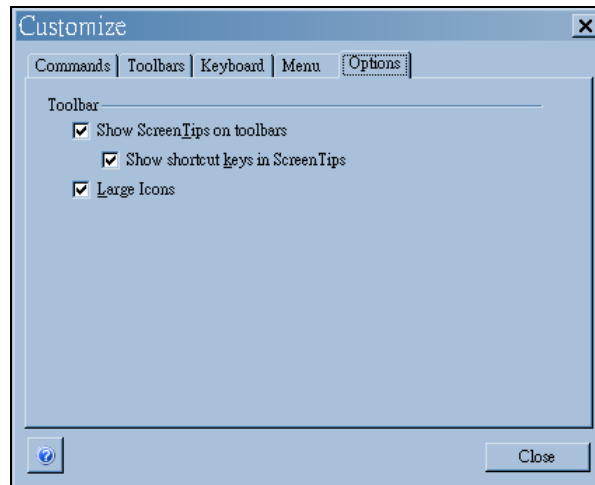 Customize
Commands Toolbars Keyboard Menu Options
Toolbar
Show ScreenTips on toolbars
Show shortcut keys in ScreenTips
Large Icons
Close